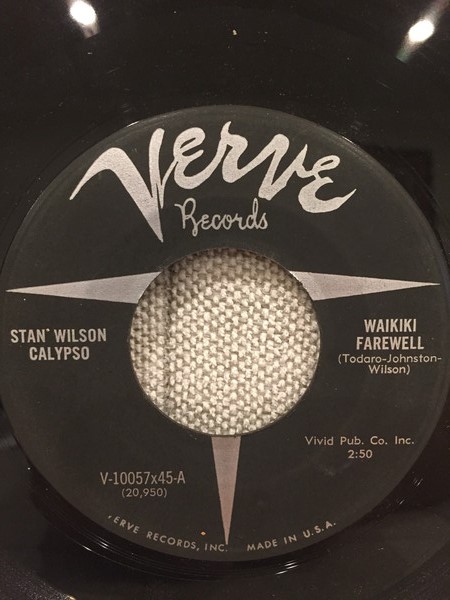 Verve
Records
STAN WILSON
CALYPSO
WAIKIKI
FAREWELL
(Todaro-Johnston-
Wilson)
Vivid Pub. Co. Inc.
2:50
V-10057x45-A
(20,950)
VERVE RECORDS, INC. MADE IN U.S.A.